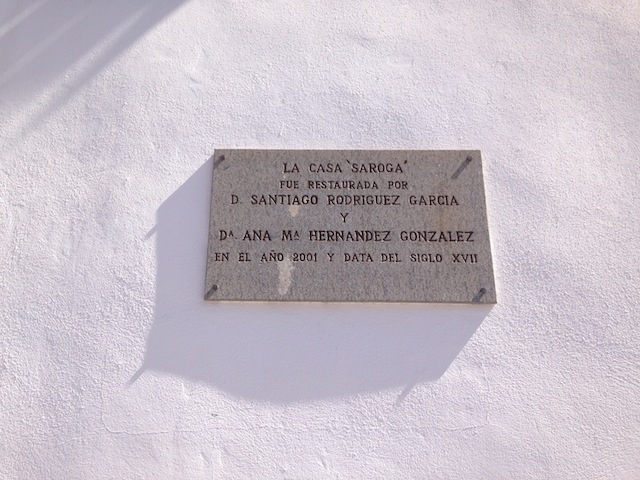 LA CASA 'SAROGA'
FUE RESTAURADA POR
D. SANTIAGO RODRIGUEZ GARCIA
Y
Dª. ANA Mª HERNANDEZ GONZALEZ
EN EL AÑO 2001 Y DATA DEL SIGLO XVII